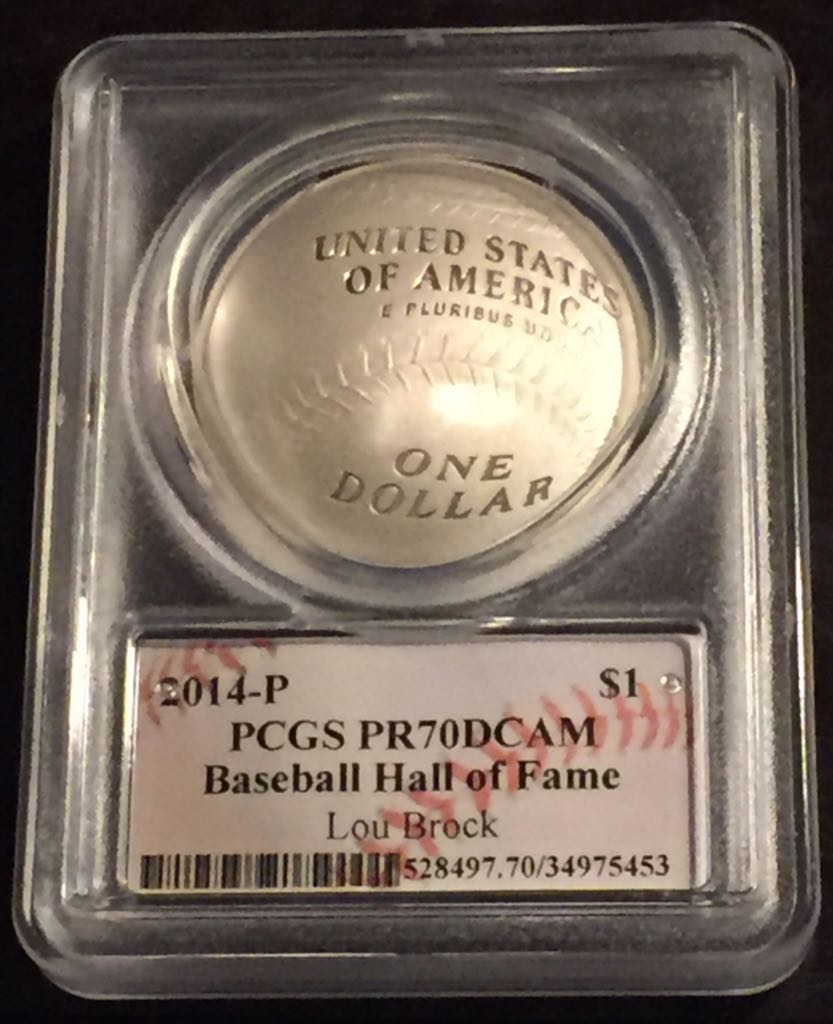 UNITED STATES
OF AMERICA
E PLURIBUS
ONE
DOLLAR
2014-P $1
PCGS PR70DCAM
Baseball Hall of Fame
Lou Brock
528497.70/34975453